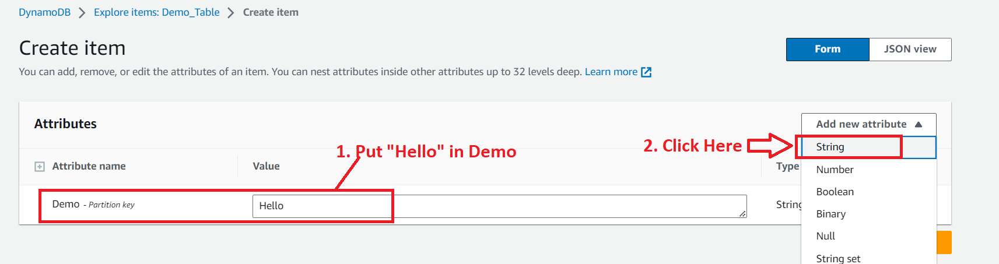 DynamoDB > Explore items: Demo_Table > Create item
Create item
Form
JSON view
You can add, remove, or edit the attributes of an item. You can nest attributes inside other attributes up to 32 levels deep. Learn more
Attributes
Add new attribute
1. Put "Hello" in Demo
2. Click Here
String
Attribute name
Value
Type
Number
Boolean
Demo - Partition key
Hello
String
Binary
Null
String set